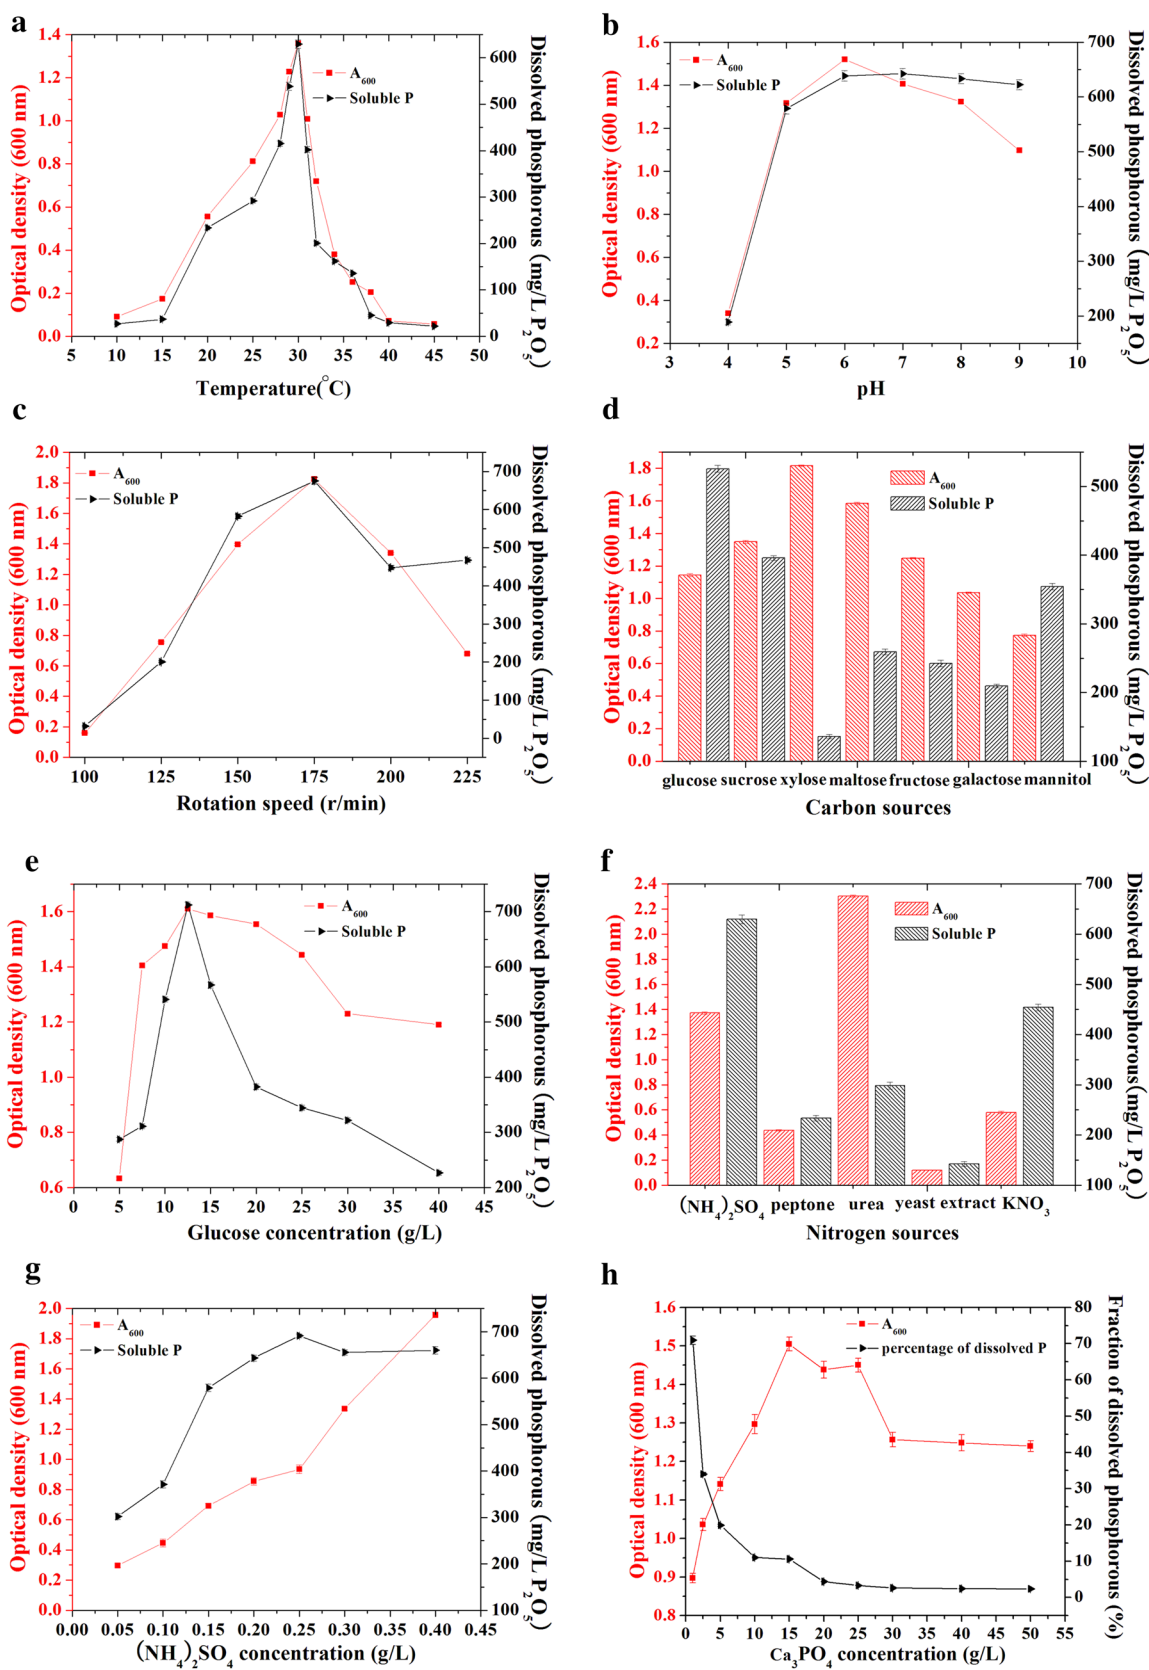 a
1.4
1.2
1.0
0.8
0.6
0.4
0.2
0.0
Optical density (600 nm)
600
500
400
300
200
100
0
Dissolved phosphorous (mg/L P2O5)
A600
Soluble P
5 10 15 20 25 30 35 40 45 50
Temperature(°C)
b
1.6
1.4
1.2
1.0
0.8
0.6
0.4
0.2
Optical density (600 nm)
700
600
500
400
300
200
Dissolved phosphorous (mg/L P2O5)
A600
Soluble P
3 4 5 6 7 8 9 10
pH
c
2.0
1.8
1.6
1.4
1.2
1.0
0.8
0.6
0.4
0.2
0.0
Optical density (600 nm)
700
600
500
400
300
200
100
0
Dissolved phosphorous (mg/L P2O5)
A600
Soluble P
100 125 150 175 200 225
Rotation speed (r/min)
d
1.8
1.6
1.4
1.2
1.0
0.8
0.6
0.4
0.2
0.0
Optical density (600 nm)
500
400
300
200
100
Dissolved phosphorous (mg/L P2O5)
A600
Soluble P
glucose sucrose xylose maltose fructose galactose mannitol
Carbon sources
e
1.6
1.4
1.2
1.0
0.8
0.6
Optical density (600 nm)
700
600
500
400
300
200
Dissolved phosphorous (mg/L P2O5)
A600
Soluble P
0 5 10 15 20 25 30 35 40 45
Glucose concentration (g/L)
f
2.4
2.2
2.0
1.8
1.6
1.4
1.2
1.0
0.8
0.6
0.4
0.2
0.0
Optical density (600 nm)
700
600
500
400
300
200
100
Dissolved phosphorous(mg/L P2O5)
A600
Soluble P
(NH4)2SO4 peptone urea yeast extract KNO3
Nitrogen sources
g
2.0
1.8
1.6
1.4
1.2
1.0
0.8
0.6
0.4
0.2
0.0
Optical density (600 nm)
700
600
500
400
300
200
100
Dissolved phosphorous (mg/L P2O5)
A600
Soluble P
0.00 0.05 0.10 0.15 0.20 0.25 0.30 0.35 0.40 0.45
(NH4)2SO4 concentration (g/L)
h
1.6
1.5
1.4
1.3
1.2
1.1
1.0
0.9
0.8
Optical density (600 nm)
80
70
60
50
40
30
20
10
0
Fraction of dissolved phosphorous (%)
A600
percentage of dissolved P
0 5 10 15 20 25 30 35 40 45 50 55
Ca3PO4 concentration (g/L)